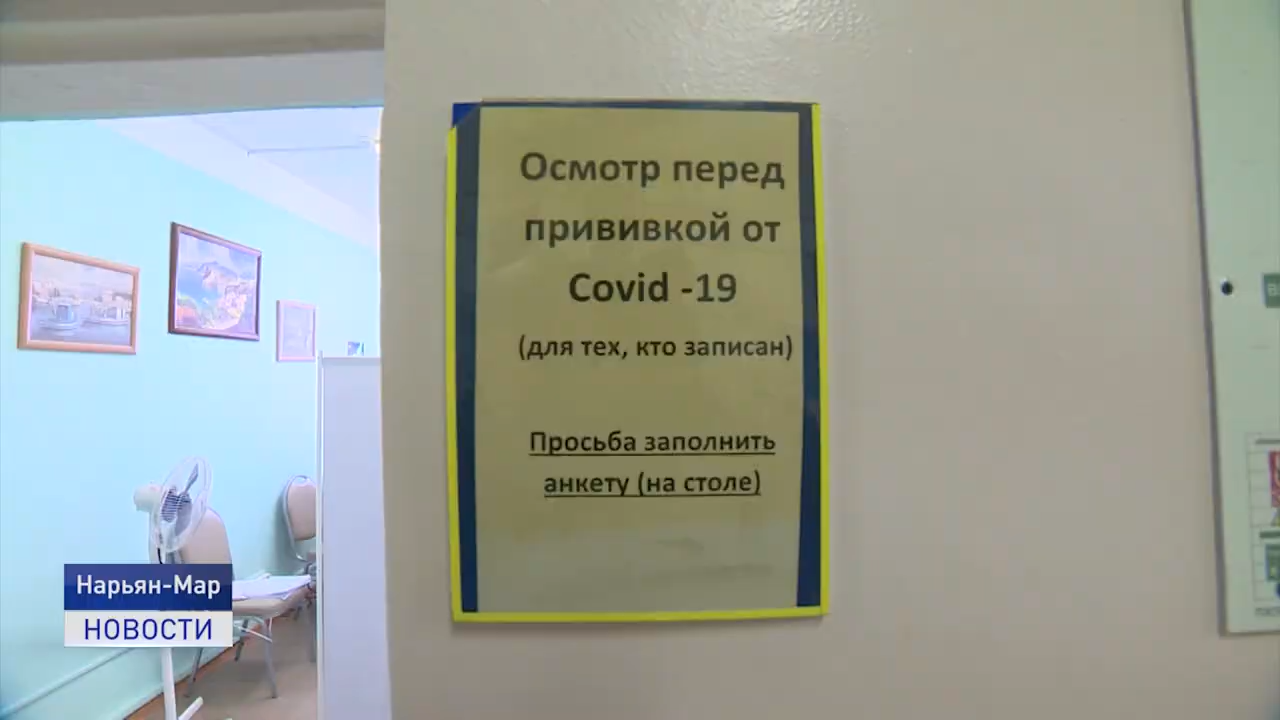 Осмотр перед
прививкой от
Covid -19
(для тех, кто записан)
Просьба заполнить
анкету (на столе)
Нарьян-Мар
НОВОСТИ